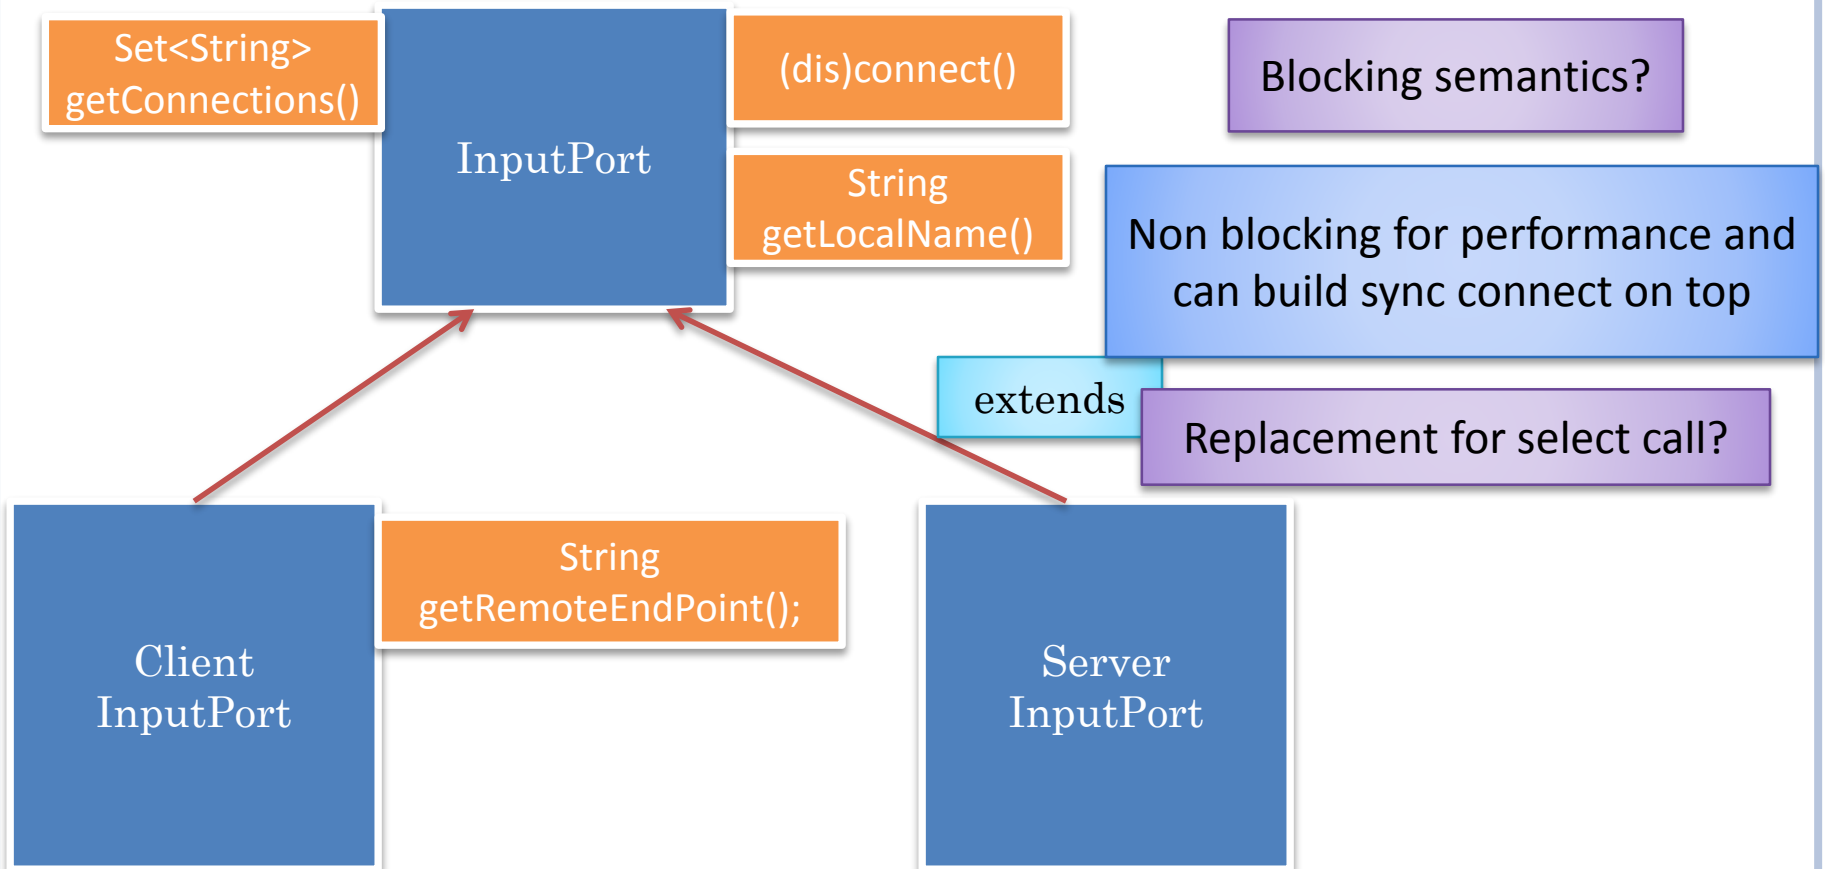 Set<String>
getConnections()
InputPort
(dis)connect()
String
getLocalName()
Blocking semantics?
Non blocking for performance and
can build sync connect on top
extends
Replacement for select call?
Client
InputPort
String
getRemoteEndPoint();
Server
InputPort